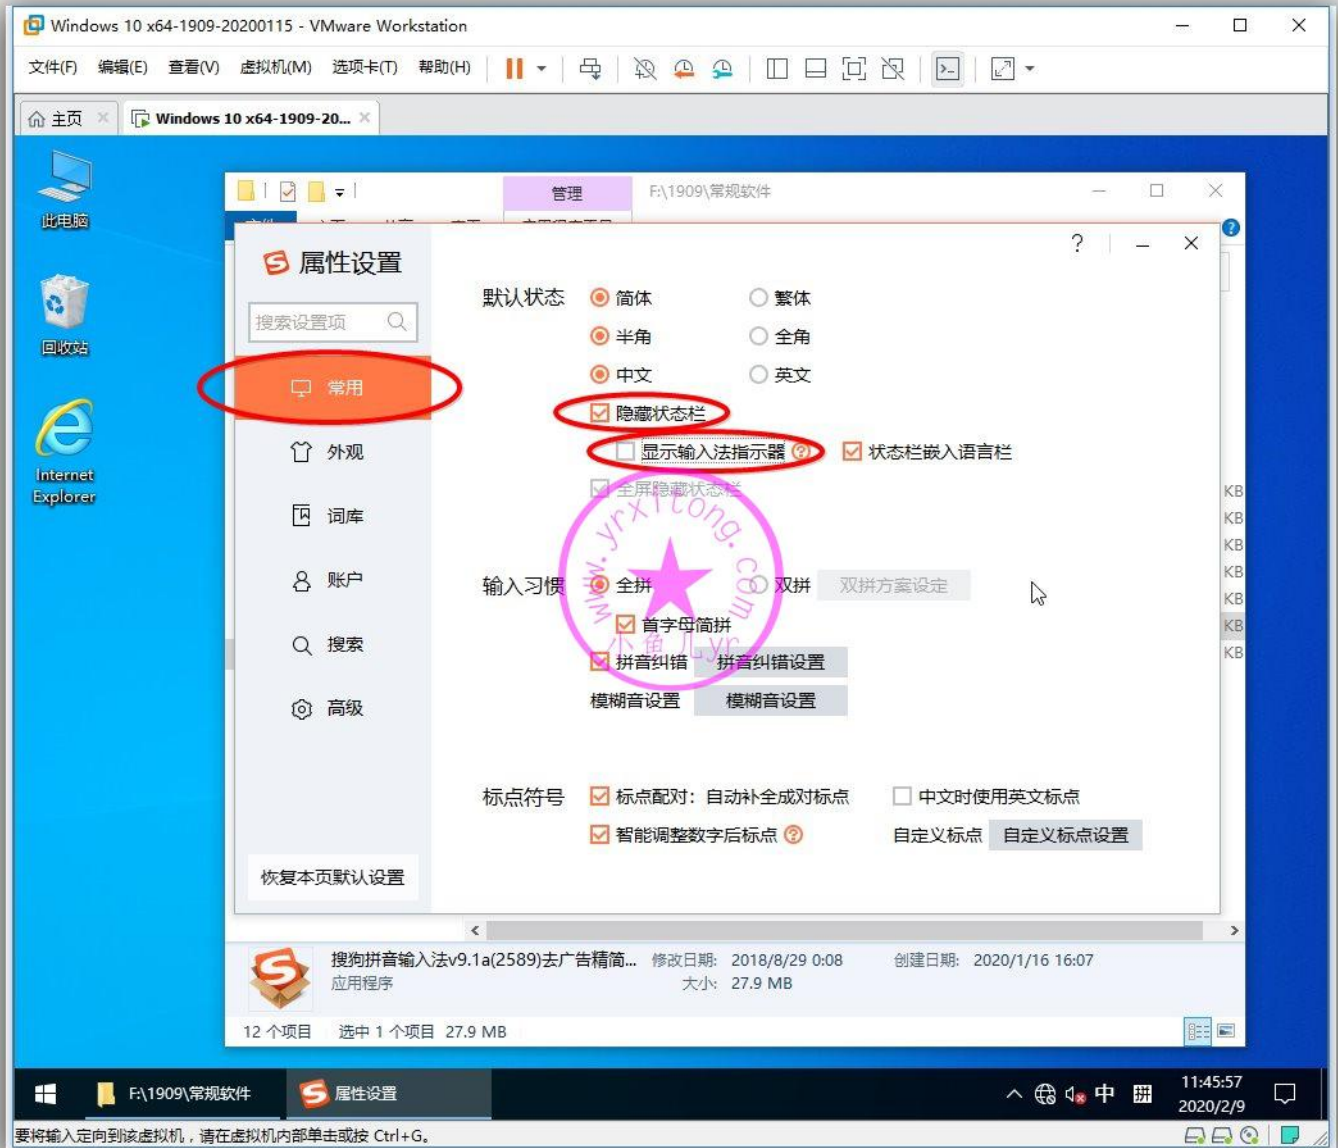 Windows 10 x64-1909-20200115 - VMware Workstation
文件(F) 编辑(E) 查看(V) 虚拟机(M) 选项卡(T) 帮助(H)
主页 Windows 10 x64-1909-20...
此电脑
回收站
Internet
Explorer
管理 F:\1909\常规软件
属性设置
搜索设置项
常用
外观
词库
账户
搜索
高级
恢复本页默认设置
默认状态 简体 繁体
半角 全角
中文 英文
隐藏状态栏
显示输入法指示器 状态栏嵌入语言栏
全屏隐藏状态栏
输入习惯 全拼 双拼 双拼方案设定
首字母简拼
拼音纠错 拼音纠错设置
模糊音设置 模糊音设置
标点符号 标点配对：自动补全成对标点 中文时使用英文标点
智能调整数字后标点 自定义标点 自定义标点设置
www.yrxitong.com
小鱼儿yr
KB
KB
KB
KB
KB
KB
KB
搜狗拼音输入法v9.1a(2589)去广告精简... 修改日期: 2018/8/29 0:08 创建日期: 2020/1/16 16:07
应用程序 大小: 27.9 MB
12 个项目 选中 1 个项目 27.9 MB
F:\1909\常规软件 属性设置 中 拼 11:45:57
2020/2/9
要将输入定向到该虚拟机，请在虚拟机内部单击或按 Ctrl+G。